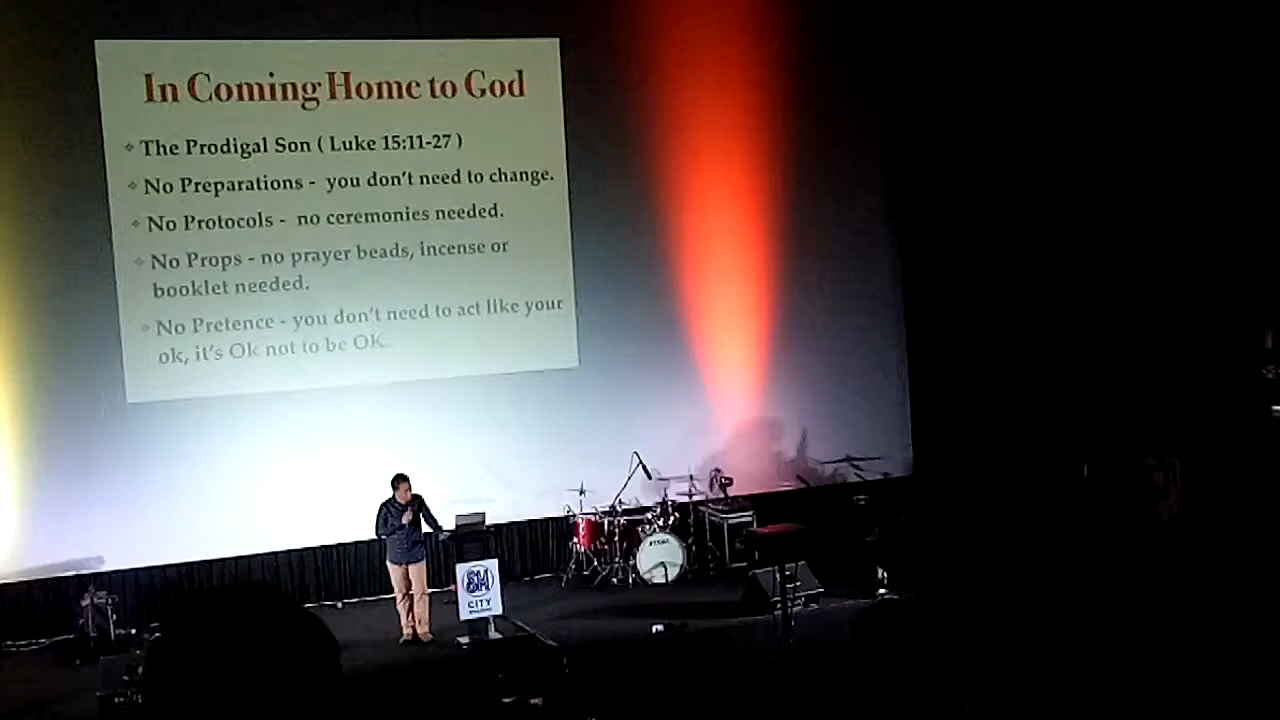 In Coming Home to God
The Prodigal Son ( Luke 15:11-27 )
No Preparations - you don't need to change.
No Protocols - no ceremonies needed.
No Props - no prayer beads, incense or
booklet needed.
No Pretence - you don't need to act like your
ok, it's Ok not to be OK.
SM
CITY
TAMA